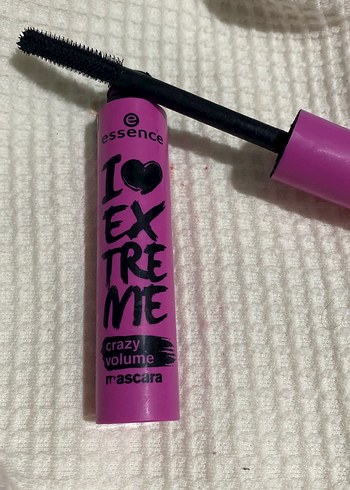 essence
I
EX
TRE
ME
crazy
volume
mascara